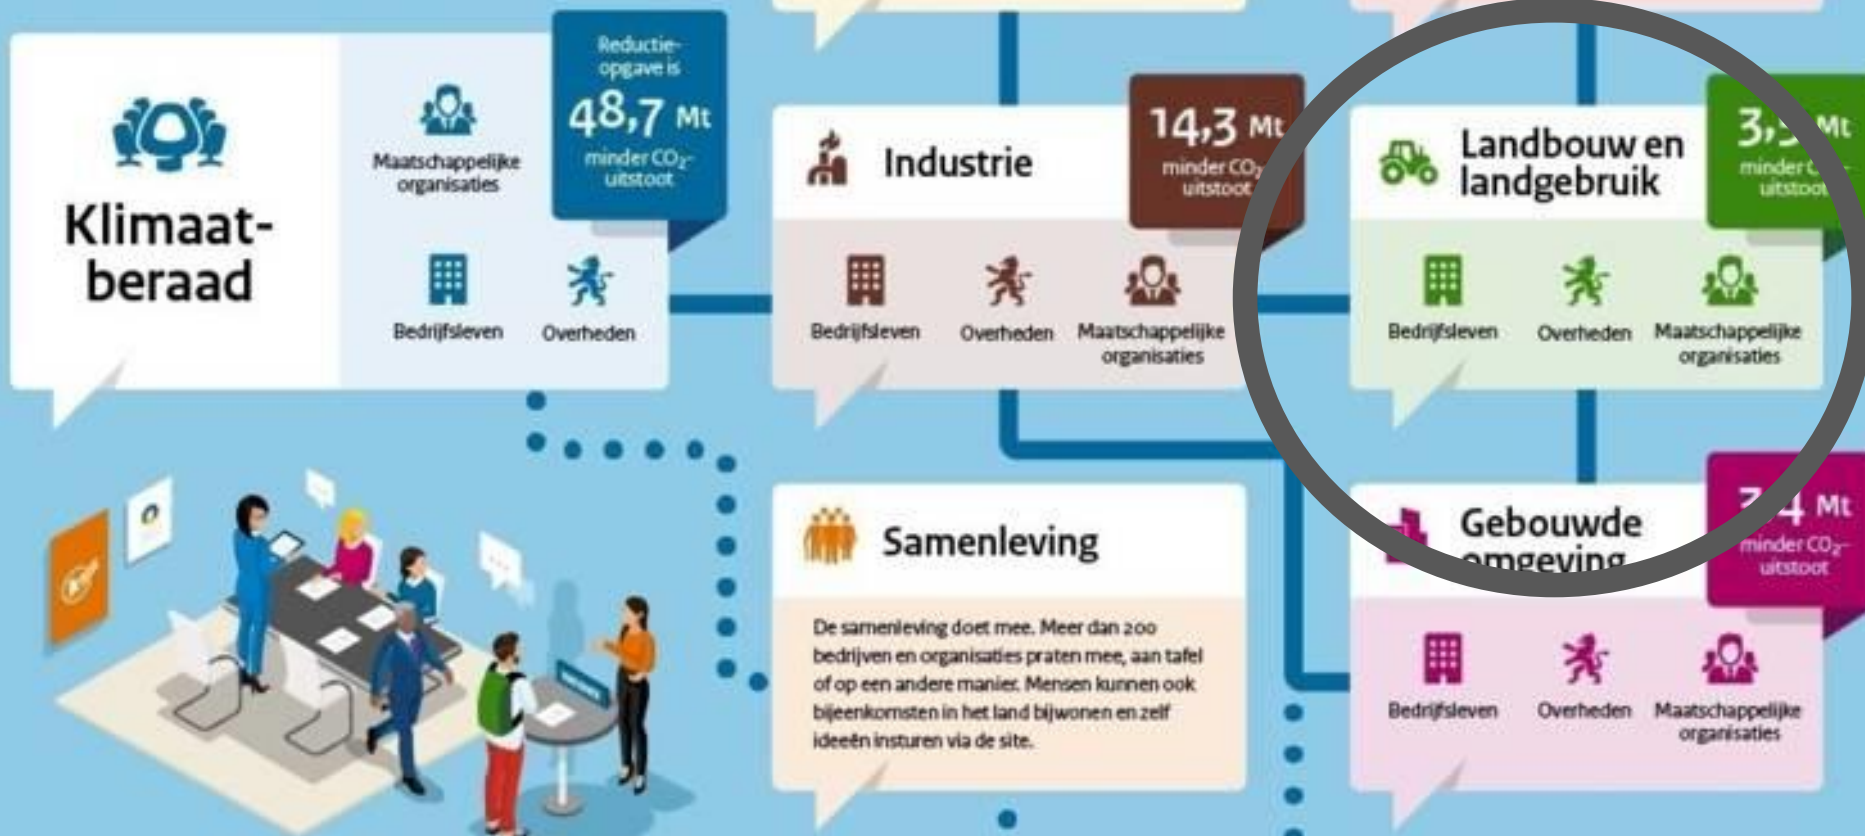 Klimaat-
beraad
Maatschappelijke
organisaties
Bedrijfsleven
Overheden
Reductie-
opgave is
48,7 Mt
minder CO₂-
uitstoot
Industrie
14,3 Mt
minder CO₂
uitstoot
Bedrijfsleven
Overheden
Maatschappelijke
organisaties
Landbouw en
landgebruik
Mt
minder
uitstoot
Bedrijfsleven
Overheden
Maatschappelijke
organisaties
Samenleving
De samenleving doet mee. Meer dan 200
bedrijven en organisaties praten mee, aan tafel
of op een andere manier. Mensen kunnen ook
bijeenkomsten in het land bijwonen en zelf
ideeën insturen via de site.
Gebouwde
omgeving
Mt
minder CO₂-
uitstoot
Bedrijfsleven
Overheden
Maatschappelijke
organisaties